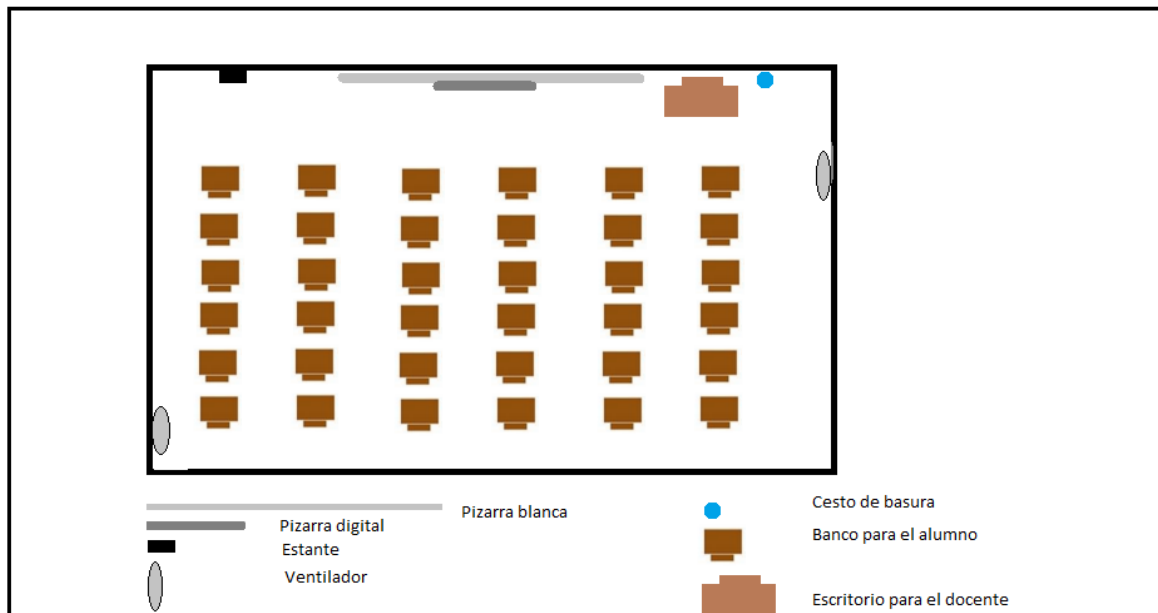 Pizarra blanca
Pizarra digital
Estante
Ventilador
Cesto de basura
Banco para el alumno
Escritorio para el docente